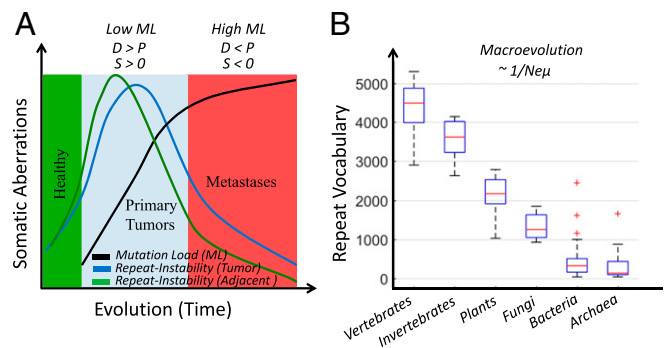 A
Low ML
D > P
S > 0
High ML
D < P
S < 0
Somatic Aberrations
Healthy
Primary
Tumors
Metastases
Mutation Load (ML)
Repeat-Instability (Tumor)
Repeat-Instability (Adjacent )
Evolution (Time)
B
Macroevolution
~ 1/Neμ
Repeat Vocabulary
5000
4000
3000
2000
1000
0
Vertebrates
Invertebrates
Plants
Fungi
Bacteria
Archaea